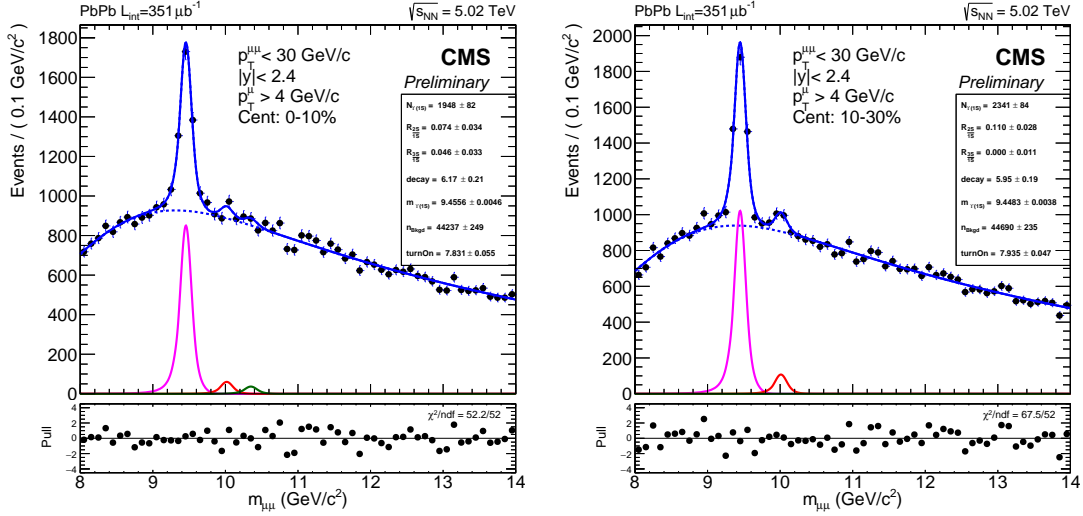 PbPb L_int=351 μb⁻¹ √s_NN = 5.02 TeV
Events / ( 0.1 GeV/c² )
1800
1600
1400
1200
1000
800
600
400
200
0
p_T^μμ < 30 GeV/c
|y|< 2.4
p_T^μ > 4 GeV/c
Cent: 0-10%
CMS
Preliminary
N_ϒ(1S) = 1948 ± 82
R_2S/1S = 0.074 ± 0.034
R_3S/1S = 0.046 ± 0.033
decay = 6.17 ± 0.21
m_ϒ(1S) = 9.4556 ± 0.0046
n_Bkgd = 44237 ± 249
turnOn = 7.831 ± 0.055
Pull
4
2
0
−2
−4
χ²/ndf = 52.2/52
8 9 10 11 12 13 14
m_μμ (GeV/c²)
PbPb L_int=351 μb⁻¹ √s_NN = 5.02 TeV
Events / ( 0.1 GeV/c² )
2000
1800
1600
1400
1200
1000
800
600
400
200
0
p_T^μμ < 30 GeV/c
|y|< 2.4
p_T^μ > 4 GeV/c
Cent: 10-30%
CMS
Preliminary
N_ϒ(1S) = 2341 ± 84
R_2S/1S = 0.110 ± 0.028
R_3S/1S = 0.000 ± 0.011
decay = 5.95 ± 0.19
m_ϒ(1S) = 9.4483 ± 0.0038
n_Bkgd = 44690 ± 235
turnOn = 7.935 ± 0.047
Pull
4
2
0
−2
−4
χ²/ndf = 67.5/52
8 9 10 11 12 13 14
m_μμ (GeV/c²)